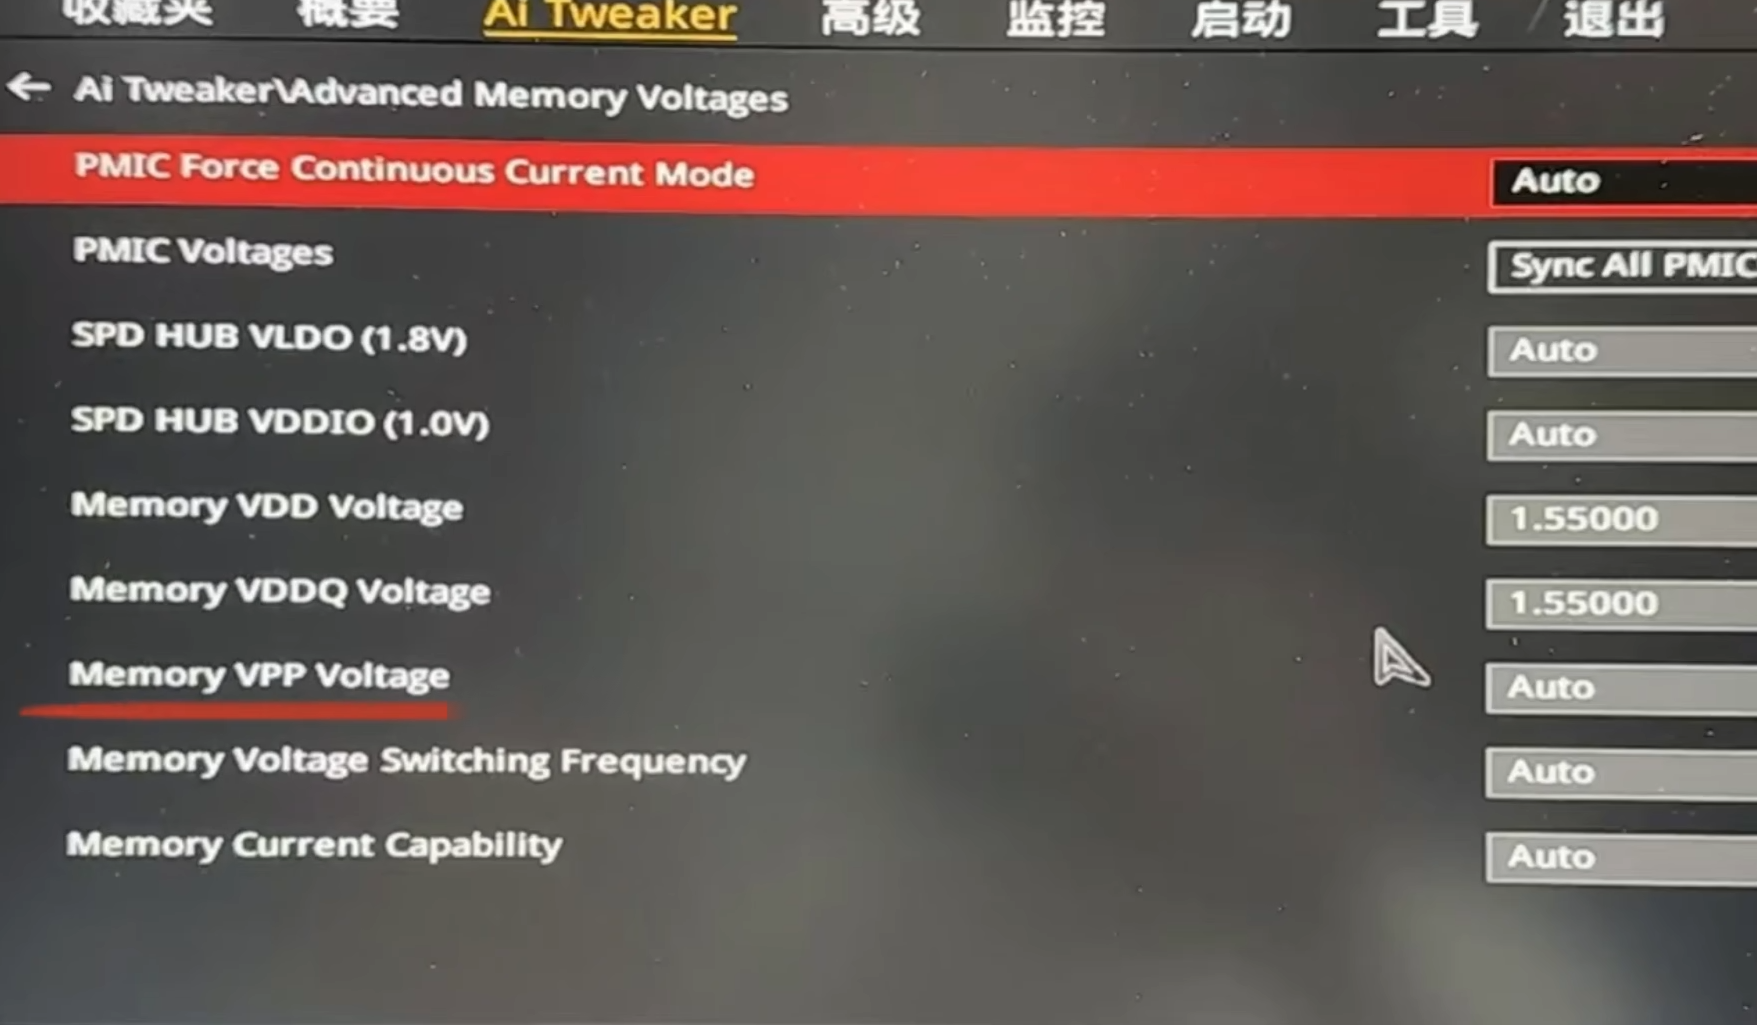 收藏夹 概要 Ai Tweaker 高级 监控 启动 工具 退出
← Ai Tweaker\Advanced Memory Voltages
PMIC Force Continuous Current Mode Auto
PMIC Voltages Sync All PMIC
SPD HUB VLDO (1.8V) Auto
SPD HUB VDDIO (1.0V) Auto
Memory VDD Voltage 1.55000
Memory VDDQ Voltage 1.55000
Memory VPP Voltage Auto
Memory Voltage Switching Frequency Auto
Memory Current Capability Auto